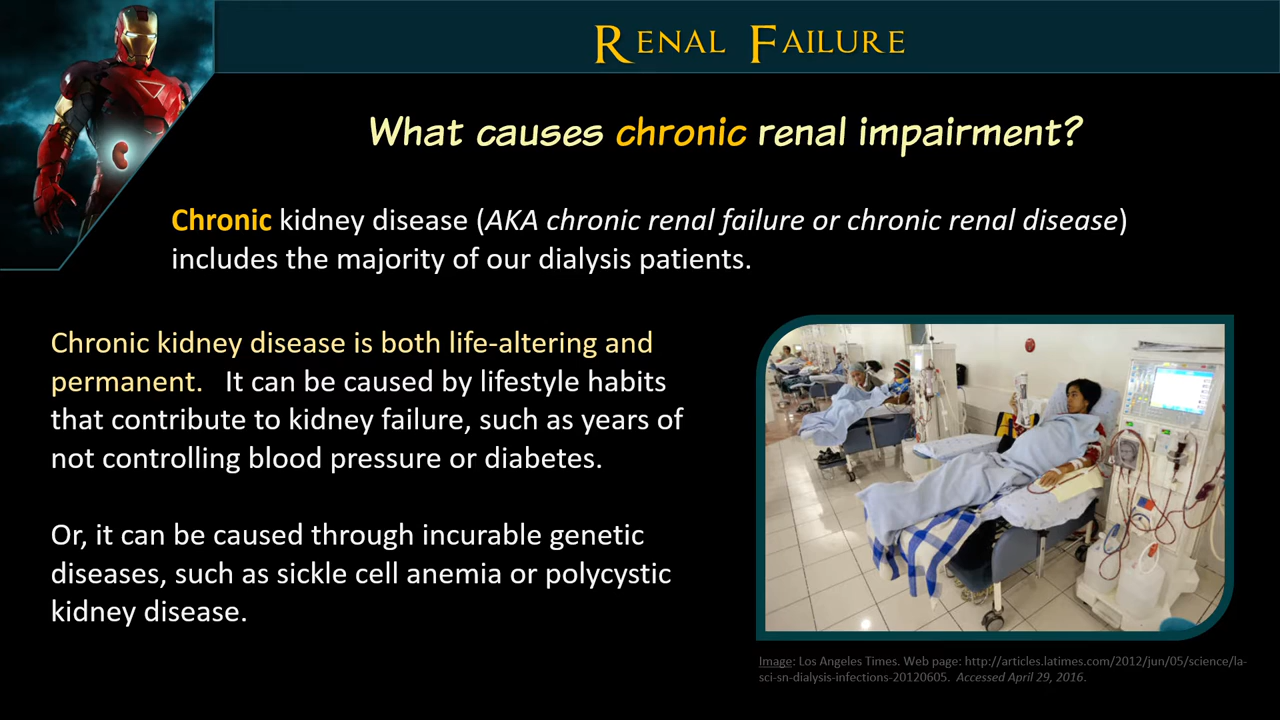 RENAL FAILURE
What causes chronic renal impairment?
Chronic kidney disease (AKA chronic renal failure or chronic renal disease)
includes the majority of our dialysis patients.
Chronic kidney disease is both life-altering and
permanent. It can be caused by lifestyle habits
that contribute to kidney failure, such as years of
not controlling blood pressure or diabetes.
Or, it can be caused through incurable genetic
diseases, such as sickle cell anemia or polycystic
kidney disease.
Image: Los Angeles Times. Web page: http://articles.latimes.com/2012/jun/05/science/la-
sci-sn-dialysis-infections-20120605. Accessed April 29, 2016.